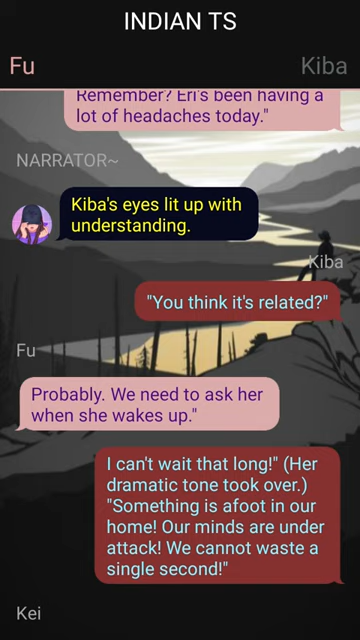 INDIAN TS
Fu
Kiba
Remember? Eri's been having a
lot of headaches today."
NARRATOR~
Kiba's eyes lit up with
understanding.
Kiba
"You think it's related?"
Fu
Probably. We need to ask her
when she wakes up."
I can't wait that long!" (Her
dramatic tone took over.)
"Something is afoot in our
home! Our minds are under
attack! We cannot waste a
single second!"
Kei